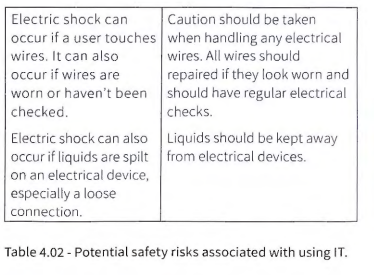 Electric shock can
occur if a user touches
wires. It can also
occur if wires are
worn or haven't been
checked.
Caution should be taken
when handling any electrical
wires. All wires should
repaired if they look worn and
should have regular electrical
checks.
Electric shock can also
occur if liquids are spilt
on an electrical device,
especially a loose
connection.
Liquids should be kept away
from electrical devices.
Table 4.02 - Potential safety risks associated with using IT.